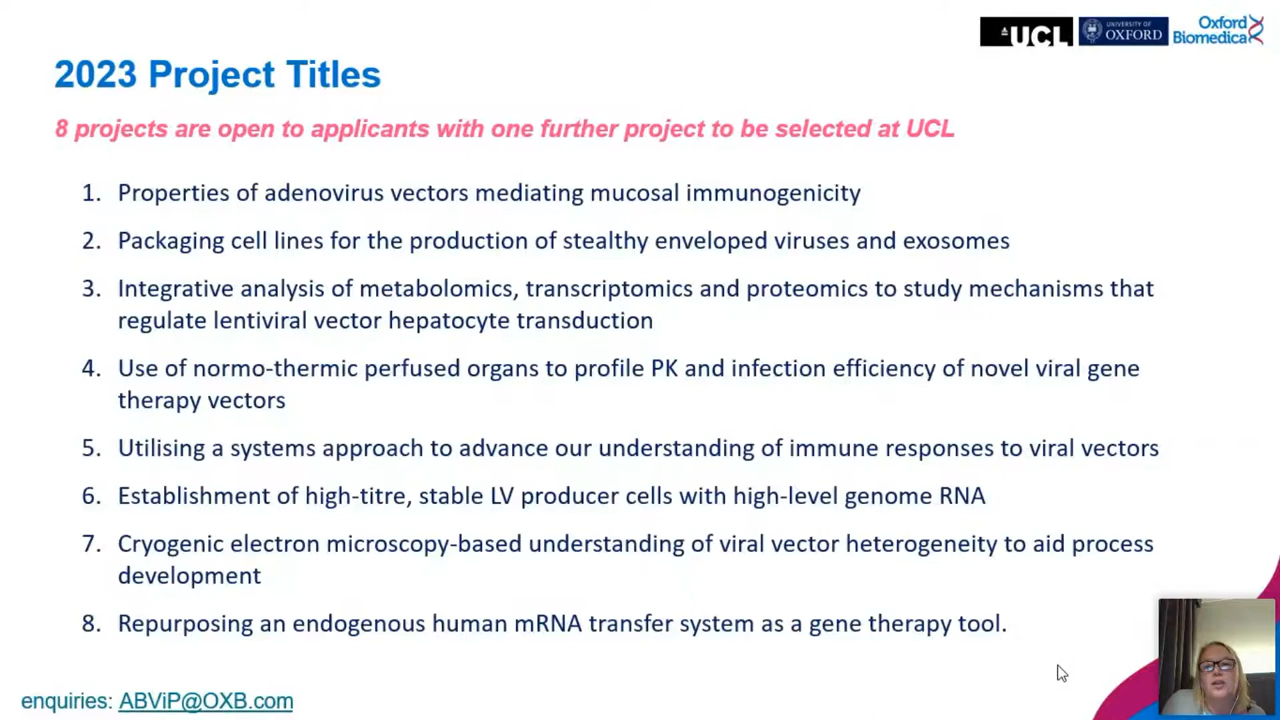 UCL
UNIVERSITY OF
OXFORD
Oxford
Biomedica
2023 Project Titles
8 projects are open to applicants with one further project to be selected at UCL
1. Properties of adenovirus vectors mediating mucosal immunogenicity
2. Packaging cell lines for the production of stealthy enveloped viruses and exosomes
3. Integrative analysis of metabolomics, transcriptomics and proteomics to study mechanisms that
regulate lentiviral vector hepatocyte transduction
4. Use of normo-thermic perfused organs to profile PK and infection efficiency of novel viral gene
therapy vectors
5. Utilising a systems approach to advance our understanding of immune responses to viral vectors
6. Establishment of high-titre, stable LV producer cells with high-level genome RNA
7. Cryogenic electron microscopy-based understanding of viral vector heterogeneity to aid process
development
8. Repurposing an endogenous human mRNA transfer system as a gene therapy tool.
enquiries: ABViP@OXB.com